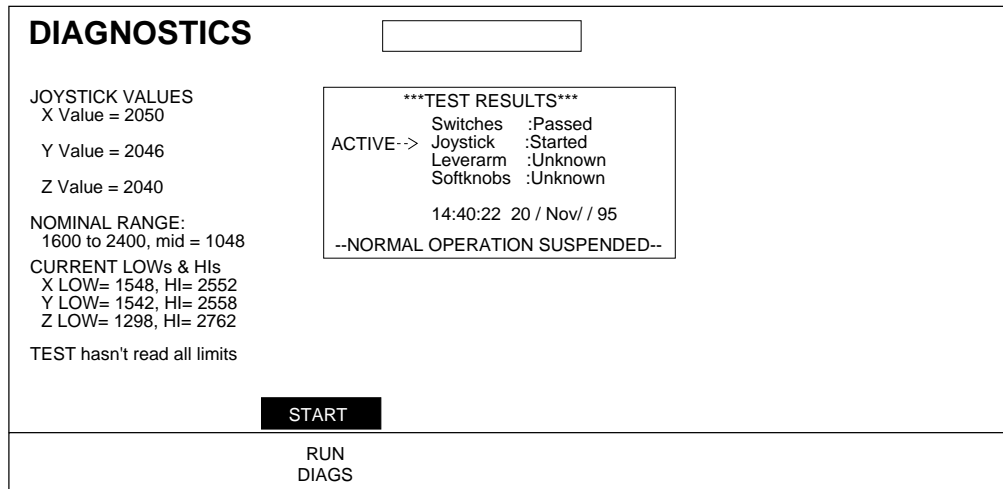 DIAGNOSTICS
JOYSTICK VALUES
X Value = 2050
Y Value = 2046
Z Value = 2040
NOMINAL RANGE:
1600 to 2400, mid = 1048
CURRENT LOWs & HIs
X LOW= 1548, HI= 2552
Y LOW= 1542, HI= 2558
Z LOW= 1298, HI= 2762
TEST hasn't read all limits
***TEST RESULTS***
Switches :Passed
ACTIVE--> Joystick :Started
Leverarm :Unknown
Softknobs :Unknown
14:40:22 20 / Nov/ / 95
--NORMAL OPERATION SUSPENDED--
START
RUN
DIAGS